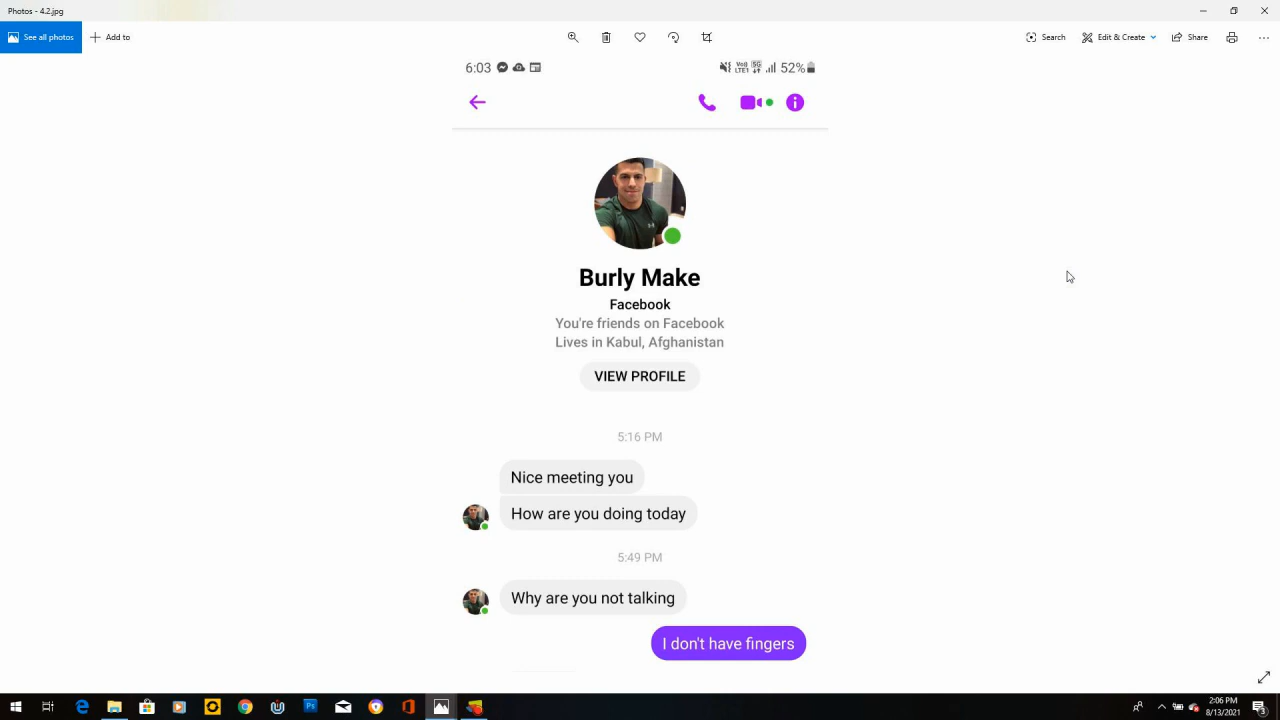 Photos - 4.2.jpg
See all photos
Add to
Search
Edit & Create
Share
6:03
52%
Burly Make
Facebook
You're friends on Facebook
Lives in Kabul, Afghanistan
VIEW PROFILE
5:16 PM
Nice meeting you
How are you doing today
5:49 PM
Why are you not talking
I don't have fingers
2:06 PM
8/13/2021